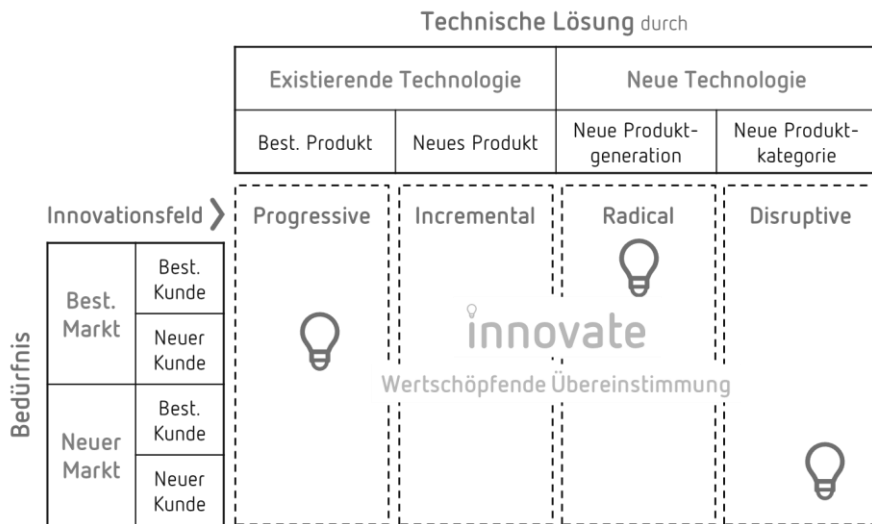 Technische Lösung durch
Existierende Technologie
Neue Technologie
Best. Produkt
Neues Produkt
Neue Produkt-
generation
Neue Produkt-
kategorie
Innovationsfeld
Progressive
Incremental
Radical
Disruptive
Bedürfnis
Best.
Markt
Best.
Kunde
Neuer
Kunde
Neuer
Markt
Best.
Kunde
Neuer
Kunde
innovate
Wertschöpfende Übereinstimmung